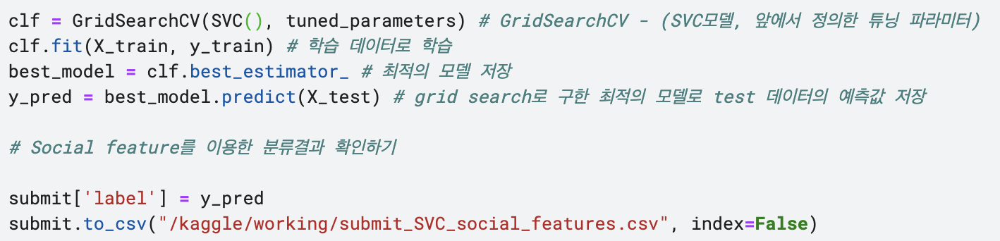 clf = GridSearchCV(SVC(), tuned_parameters) # GridSearchCV - (SVC모델, 앞에서 정의한 튜닝 파라미터)
clf.fit(X_train, y_train) # 학습 데이터로 학습
best_model = clf.best_estimator_ # 최적의 모델 저장
y_pred = best_model.predict(X_test) # grid search로 구한 최적의 모델로 test 데이터의 예측값 저장
# Social feature를 이용한 분류결과 확인하기
submit['label'] = y_pred
submit.to_csv("/kaggle/working/submit_SVC_social_features.csv", index=False)